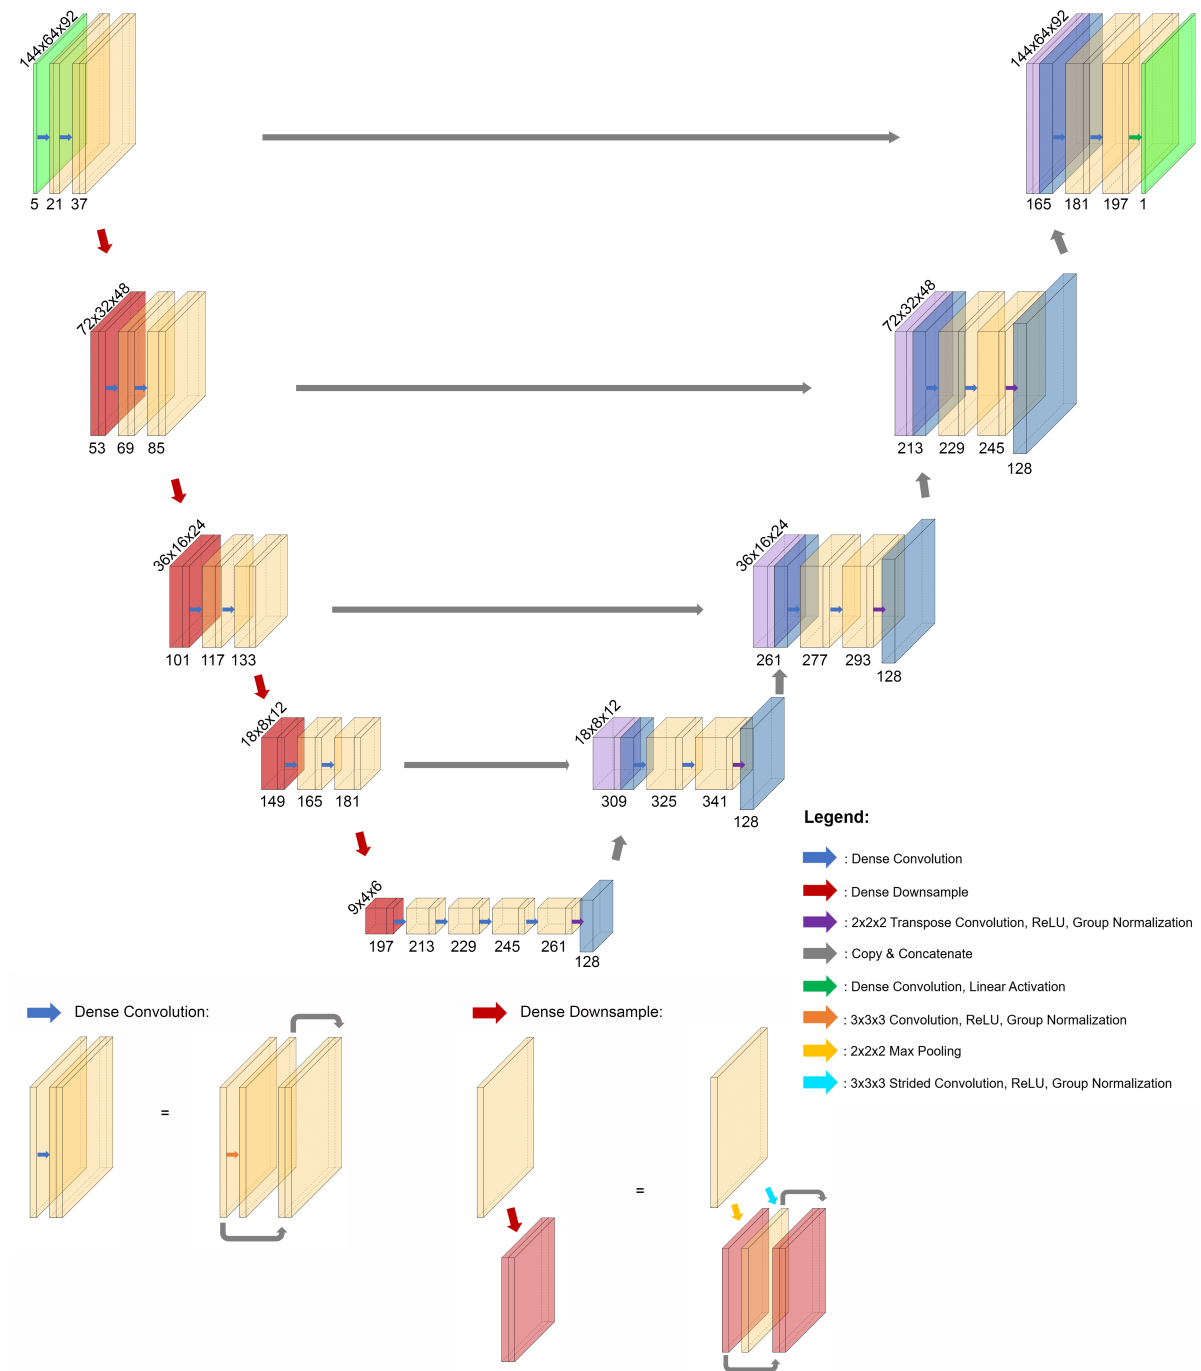 144x64x92
5 21 37
144x64x92
165 181 197 1
72x32x48
53 69 85
72x32x48
213 229 245
128
36x16x24
101 117 133
36x16x24
261 277 293
128
18x8x12
149 165 181
18x8x12
309 325 341
128
9x4x6
197 213 229 245 261
128
Legend:
: Dense Convolution
: Dense Downsample
: 2x2x2 Transpose Convolution, ReLU, Group Normalization
: Copy & Concatenate
: Dense Convolution, Linear Activation
: 3x3x3 Convolution, ReLU, Group Normalization
: 2x2x2 Max Pooling
: 3x3x3 Strided Convolution, ReLU, Group Normalization
Dense Convolution:
=
Dense Downsample:
=